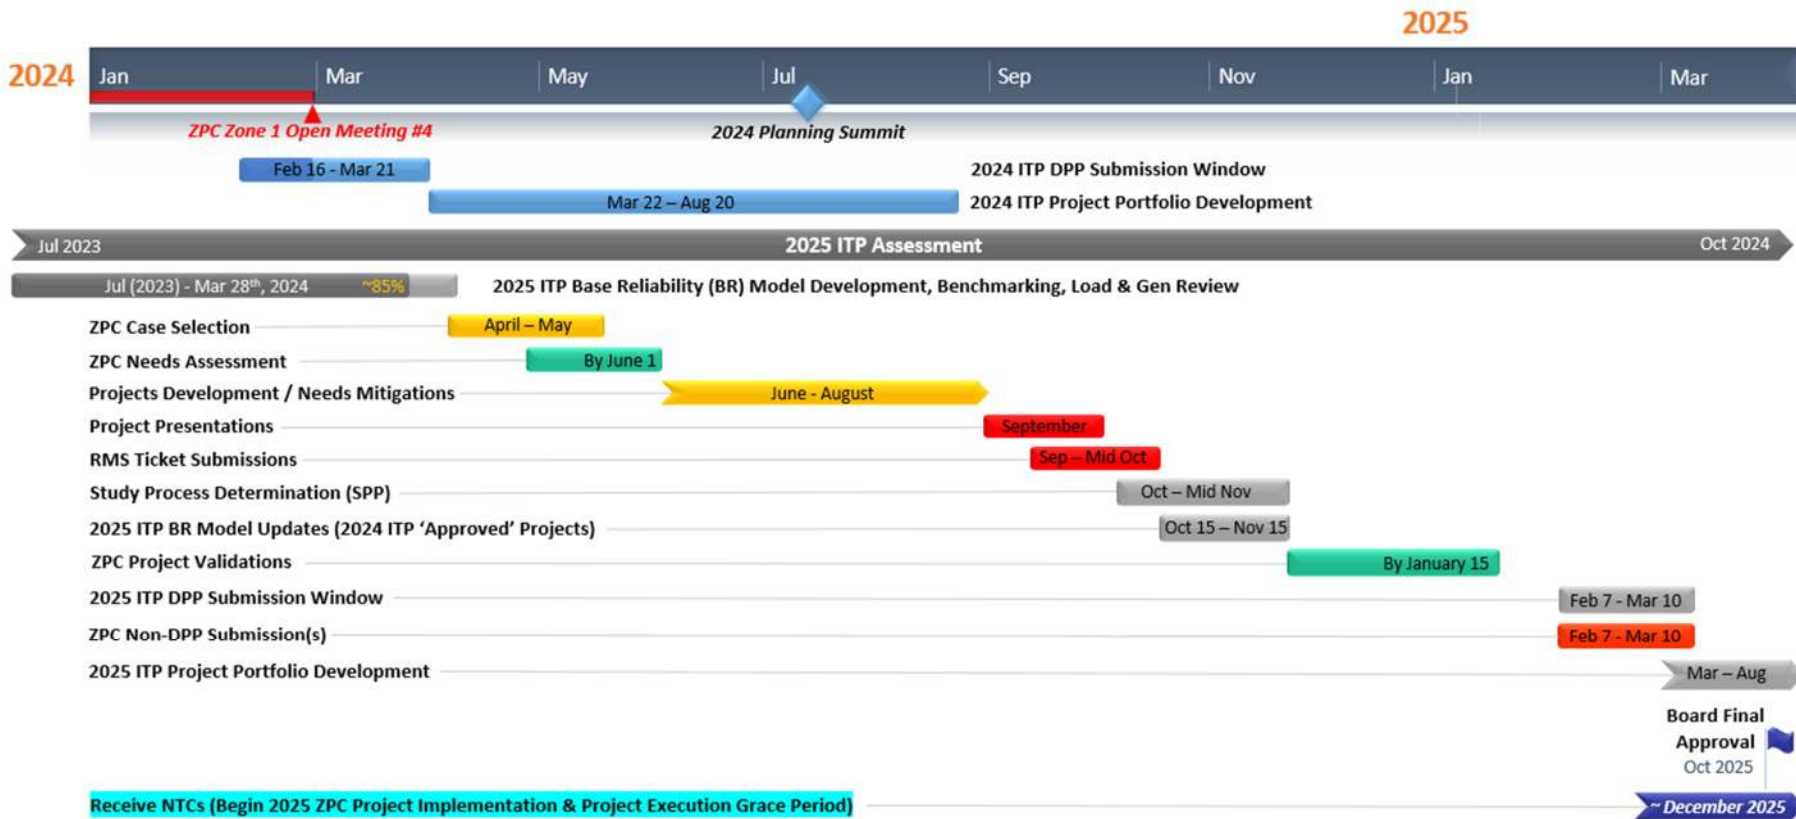 2025
2024 Jan Mar May Jul Sep Nov Jan Mar
ZPC Zone 1 Open Meeting #4 2024 Planning Summit
Feb 16 - Mar 21 2024 ITP DPP Submission Window
Mar 22 – Aug 20 2024 ITP Project Portfolio Development
Jul 2023 2025 ITP Assessment Oct 2024
Jul (2023) - Mar 28th, 2024 ~85% 2025 ITP Base Reliability (BR) Model Development, Benchmarking, Load & Gen Review
ZPC Case Selection April – May
ZPC Needs Assessment By June 1
Projects Development / Needs Mitigations June - August
Project Presentations September
RMS Ticket Submissions Sep – Mid Oct
Study Process Determination (SPP) Oct – Mid Nov
2025 ITP BR Model Updates (2024 ITP ‘Approved’ Projects) Oct 15 – Nov 15
ZPC Project Validations By January 15
2025 ITP DPP Submission Window Feb 7 - Mar 10
ZPC Non-DPP Submission(s) Feb 7 - Mar 10
2025 ITP Project Portfolio Development Mar – Aug
Board Final
Approval
Oct 2025
Receive NTCs (Begin 2025 ZPC Project Implementation & Project Execution Grace Period) ~ December 2025